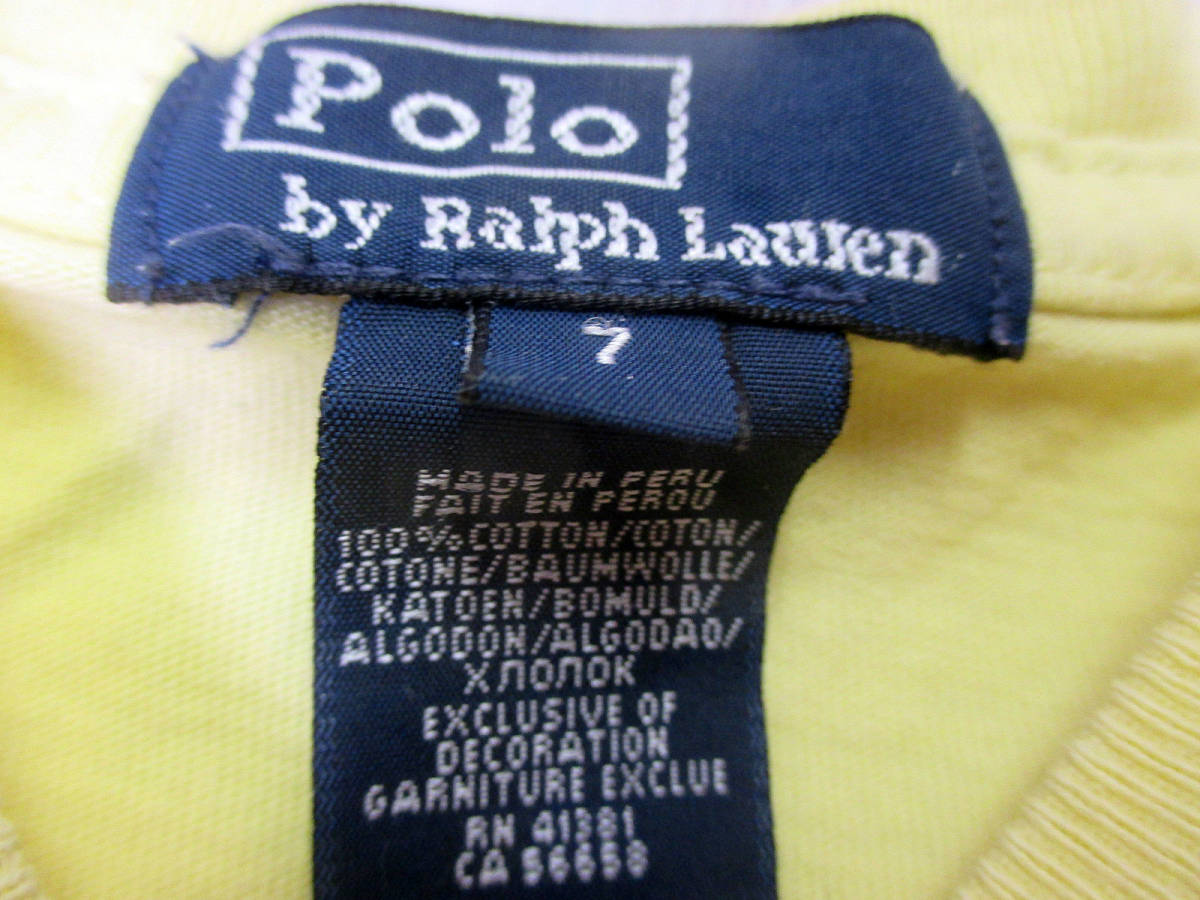 Polo
by Ralph Lauren
7
MADE IN PERU
FAIT EN PEROU
100% COTTON/COTON/
COTONE/BAUMWOLLE/
KATOEN/BOMULD/
ALGODON/ALGODAO/
ХЛОПОК
EXCLUSIVE OF
DECORATION
GARNITURE EXCLUE
RN 41381
CA 56658